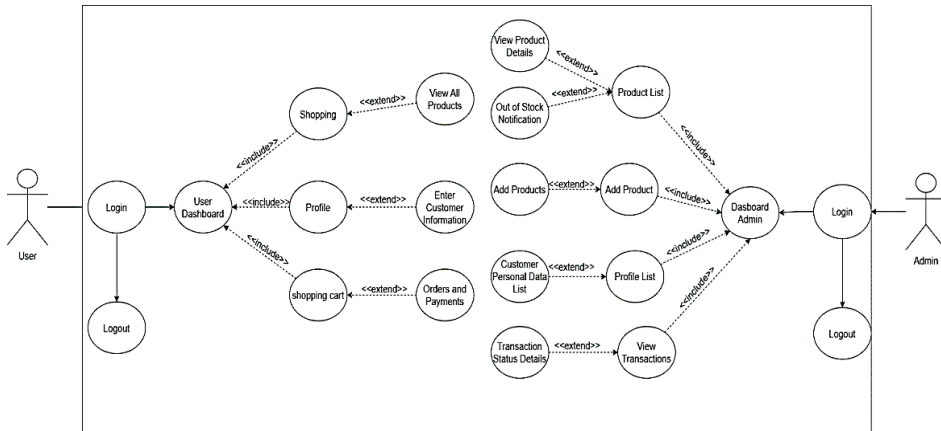 User
Login
Logout
User
Dashboard
<<include>>
Shopping
<<extend>>
View All
Products
<<include>>
Profile
<<extend>>
Enter
Customer
Information
<<include>>
shopping cart
<<extend>>
Orders and
Payments
View Product
Details
<<extend>>
Out of Stock
Notification
<<extend>>
Product List
<<include>>
Add Products
<<extend>>
Add Product
<<include>>
Customer
Personal Data
List
<<extend>>
Profile List
<<include>>
Transaction
Status Details
<<extend>>
View
Transactions
<<include>>
Dasboard
Admin
Login
Logout
Admin